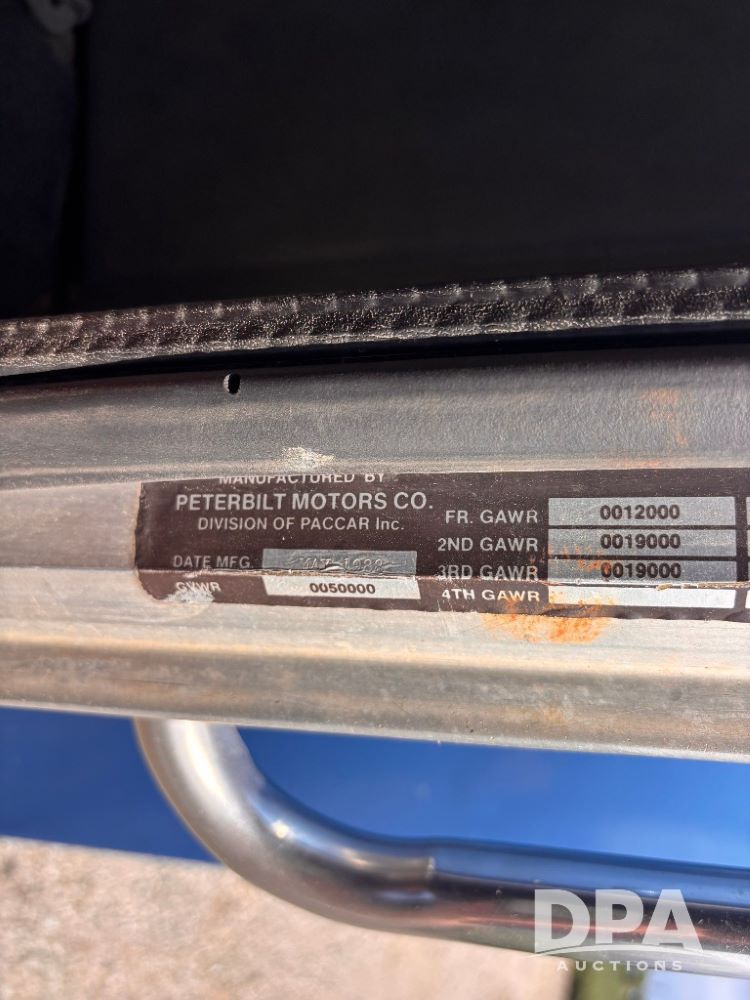 MANUFACTURED BY
PETERBILT MOTORS CO.
DIVISION OF PACCAR Inc.
DATE MFG. 1988
GVWR 0050000
FR. GAWR 0012000
2ND GAWR 0019000
3RD GAWR 0019000
4TH GAWR
DPA
AUCTIONS